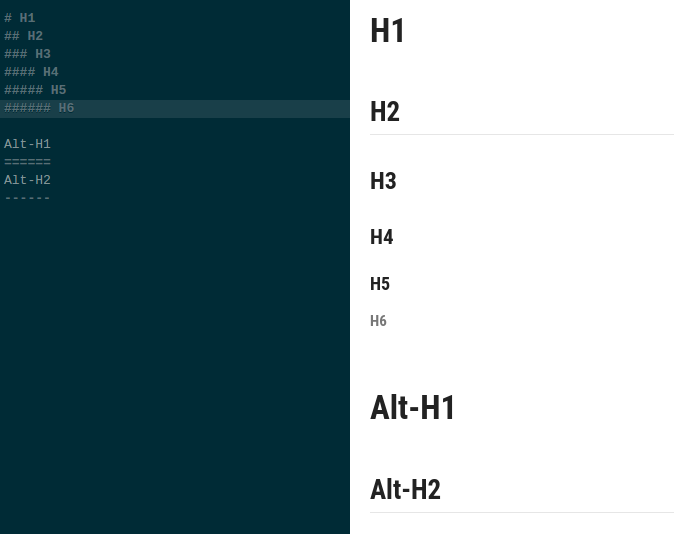 # H1
## H2
### H3
#### H4
##### H5
###### H6
Alt-H1
======
Alt-H2
------
H1
H2
H3
H4
H5
H6
Alt-H1
Alt-H2